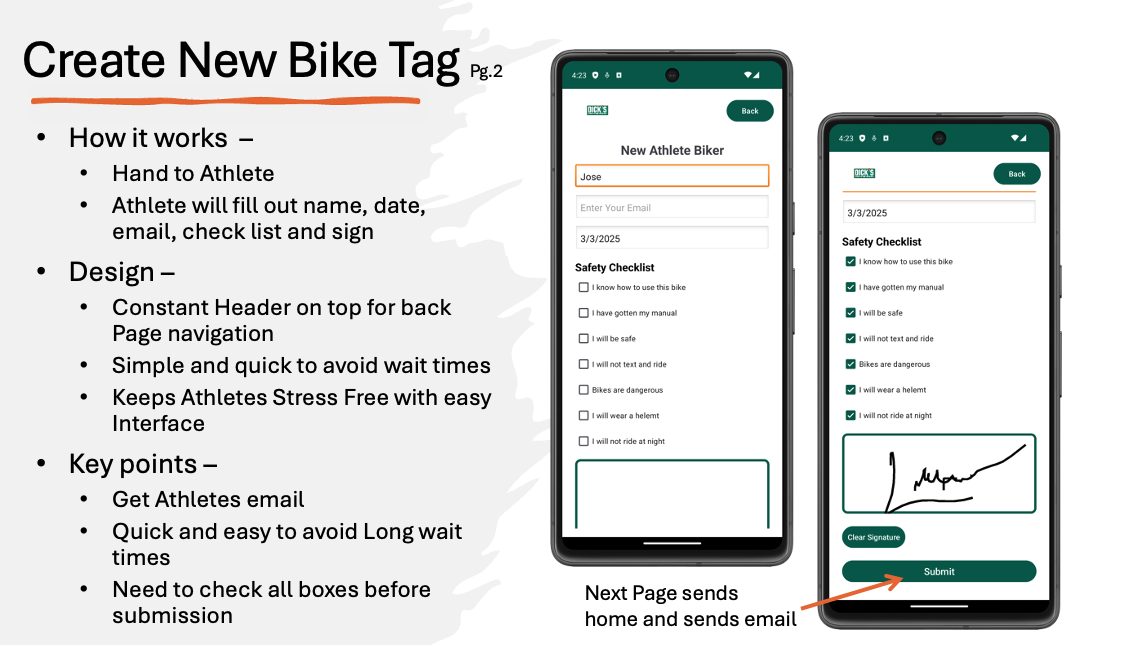 Create New Bike Tag Pg.2
• How it works –
• Hand to Athlete
• Athlete will fill out name, date,
email, check list and sign
• Design –
• Constant Header on top for back
Page navigation
• Simple and quick to avoid wait times
• Keeps Athletes Stress Free with easy
Interface
• Key points –
• Get Athletes email
• Quick and easy to avoid Long wait
times
• Need to check all boxes before
submission
4:23
DICK'S
Back
New Athlete Biker
Jose
Enter Your Email
3/3/2025
Safety Checklist
I know how to use this bike
I have gotten my manual
I will be safe
I will not text and ride
Bikes are dangerous
I will wear a helemt
I will not ride at night
4:23
DICK'S
Back
3/3/2025
Safety Checklist
I know how to use this bike
I have gotten my manual
I will be safe
I will not text and ride
Bikes are dangerous
I will wear a helemt
I will not ride at night
Clear Signature
Submit
Next Page sends
home and sends email